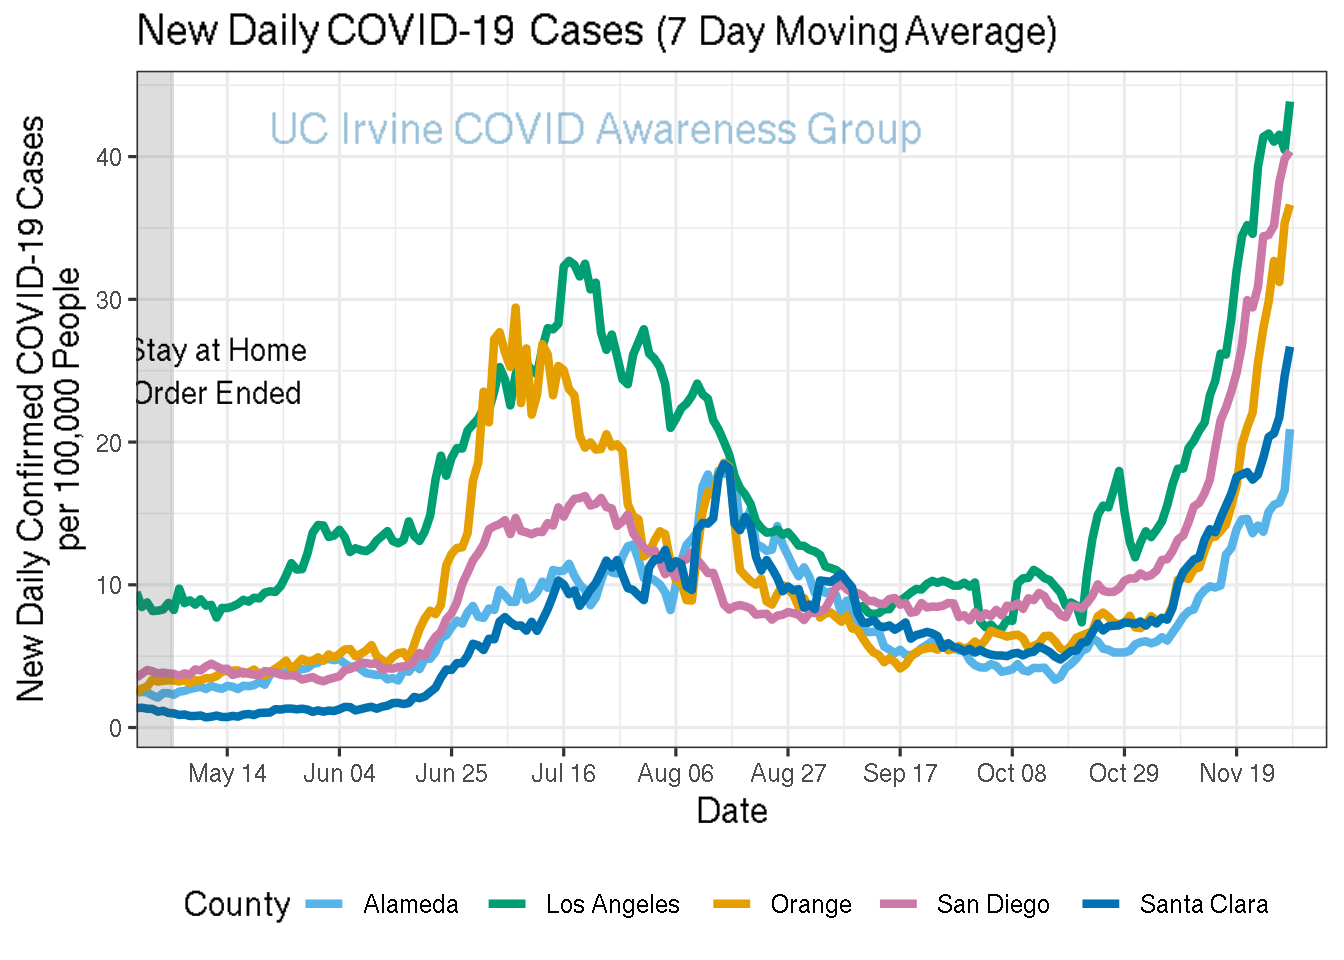 New Daily COVID-19 Cases (7 Day Moving Average)
UC Irvine COVID Awareness Group
New Daily Confirmed COVID-19 Cases
per 100,000 People
40
30
20
10
0
Stay at Home
Order Ended
May 14 Jun 04 Jun 25 Jul 16 Aug 06 Aug 27 Sep 17 Oct 08 Oct 29 Nov 19
Date
County Alameda Los Angeles Orange San Diego Santa Clara